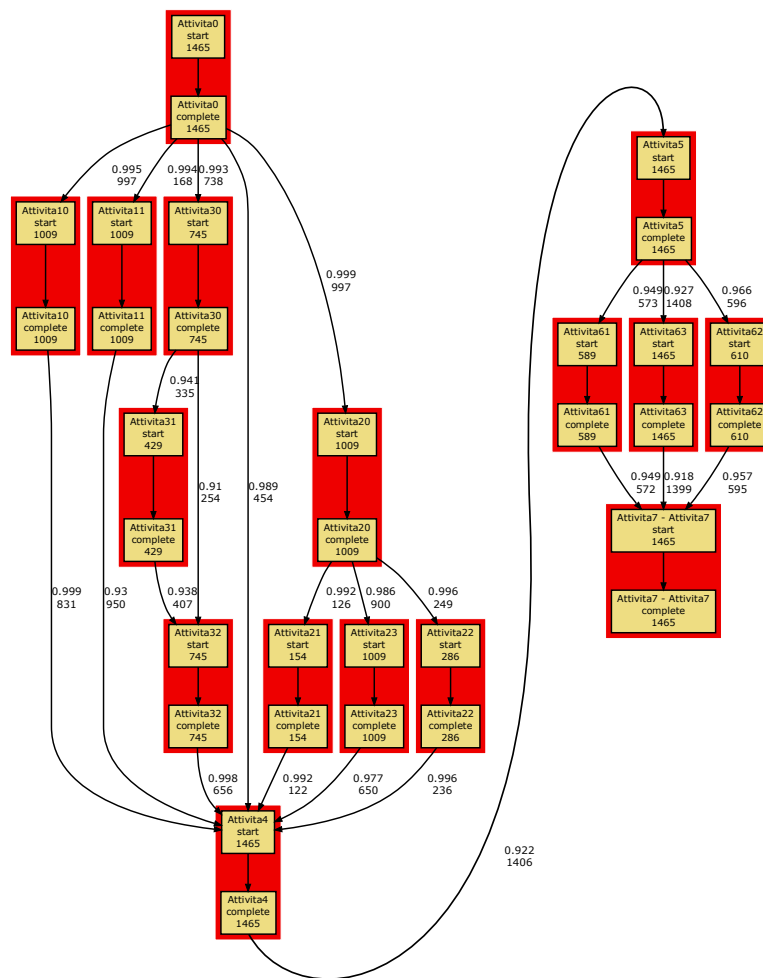 Attivita0
start
1465
Attivita0
complete
1465
0.995
997
0.994
168
0.993
738
Attivita10
start
1009
Attivita11
start
1009
Attivita30
start
745
Attivita10
complete
1009
Attivita11
complete
1009
Attivita30
complete
745
0.999
997
0.941
335
Attivita31
start
429
Attivita20
start
1009
0.91
254
0.989
454
Attivita31
complete
429
Attivita20
complete
1009
0.999
831
0.93
950
0.938
407
0.992
126
0.986
900
0.996
249
Attivita32
start
745
Attivita21
start
154
Attivita23
start
1009
Attivita22
start
286
Attivita32
complete
745
Attivita21
complete
154
Attivita23
complete
1009
Attivita22
complete
286
0.998
656
0.992
122
0.977
650
0.996
236
Attivita4
start
1465
Attivita4
complete
1465
0.922
1406
Attivita5
start
1465
Attivita5
complete
1465
0.949
573
0.927
1408
0.966
596
Attivita61
start
589
Attivita63
start
1465
Attivita62
start
610
Attivita61
complete
589
Attivita63
complete
1465
Attivita62
complete
610
0.949
572
0.918
1399
0.957
595
Attivita7 - Attivita7
start
1465
Attivita7 - Attivita7
complete
1465